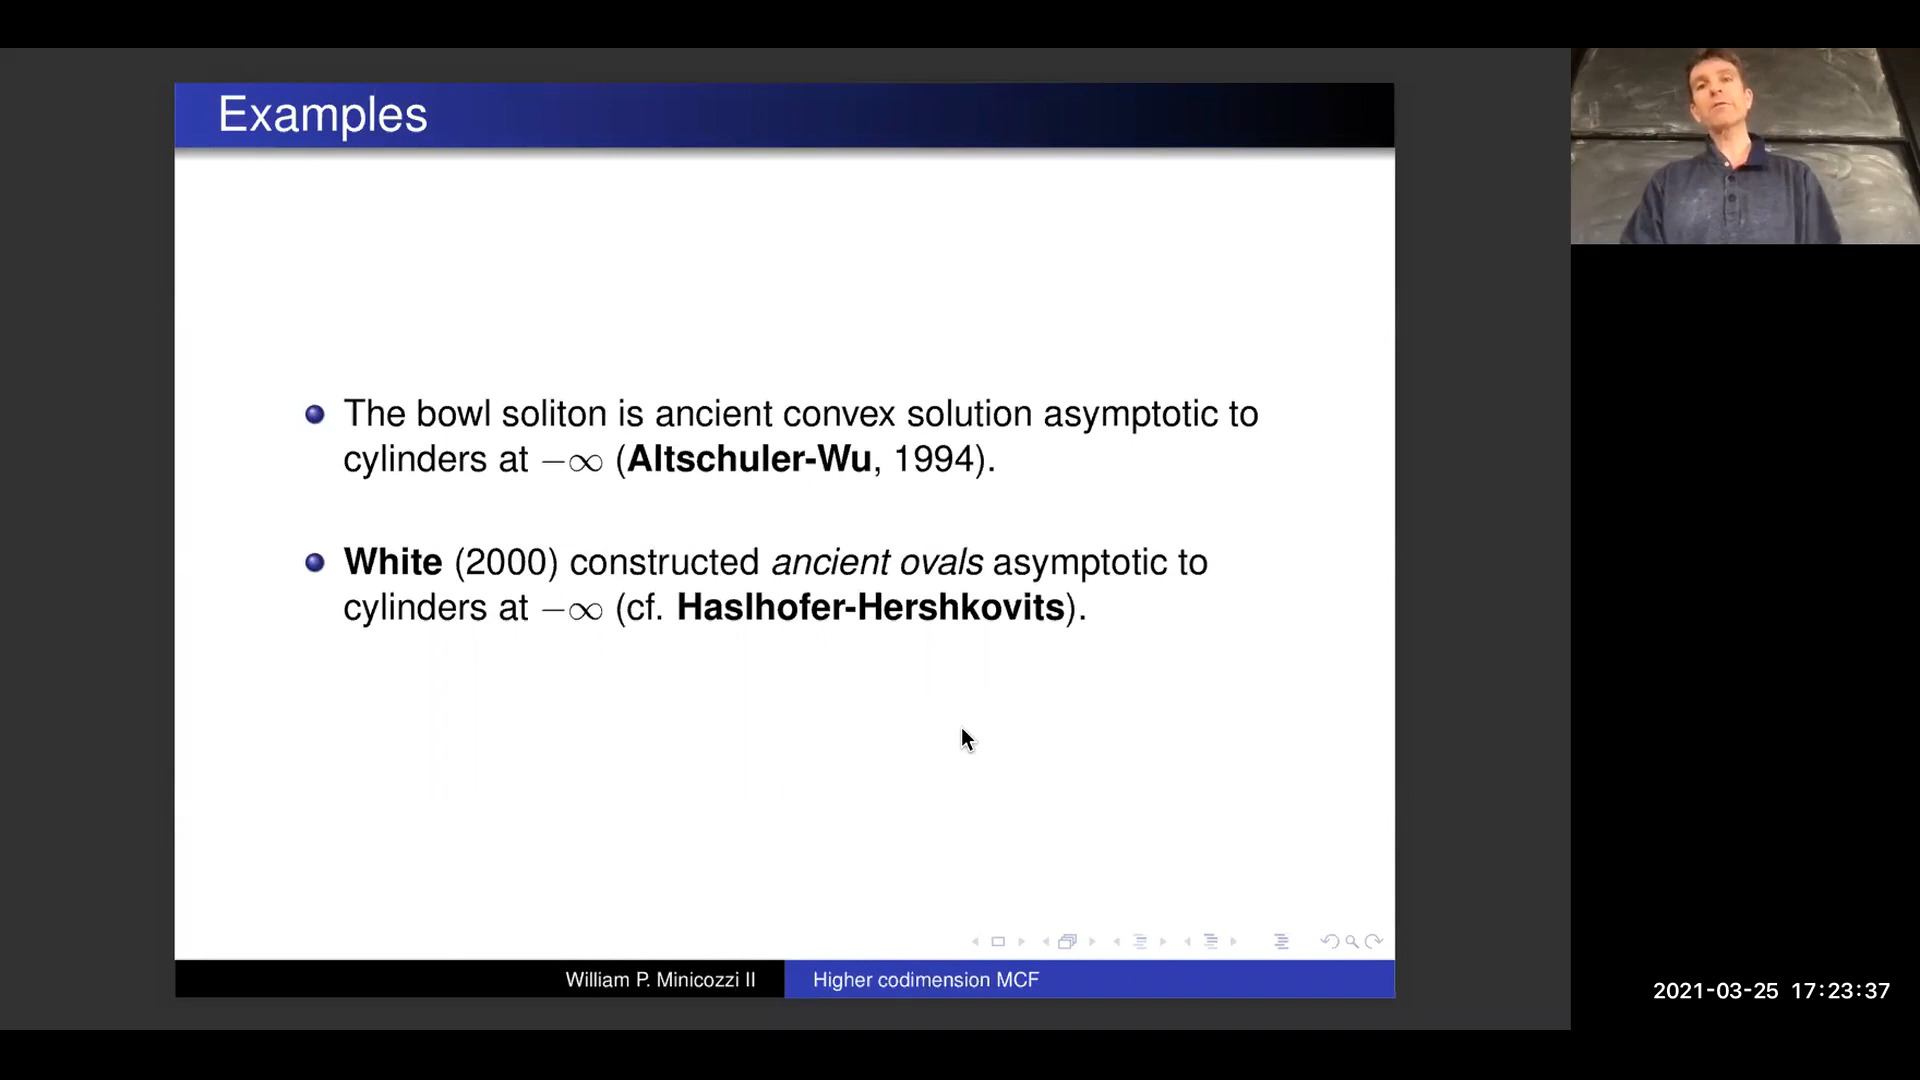 Examples
The bowl soliton is ancient convex solution asymptotic to
cylinders at −∞ (Altschuler-Wu, 1994).
White (2000) constructed ancient ovals asymptotic to
cylinders at −∞ (cf. Haslhofer-Hershkovits).
William P. Minicozzi II
Higher codimension MCF
2021-03-25 17:23:37